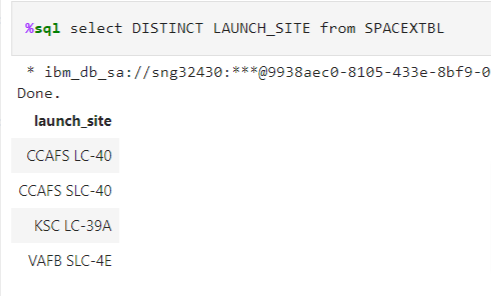 %sql select DISTINCT LAUNCH_SITE from SPACEXTBL
* ibm_db_sa://sng32430:***@9938aec0-8105-433e-8bf9-0
Done.
launch_site
CCAFS LC-40
CCAFS SLC-40
KSC LC-39A
VAFB SLC-4E